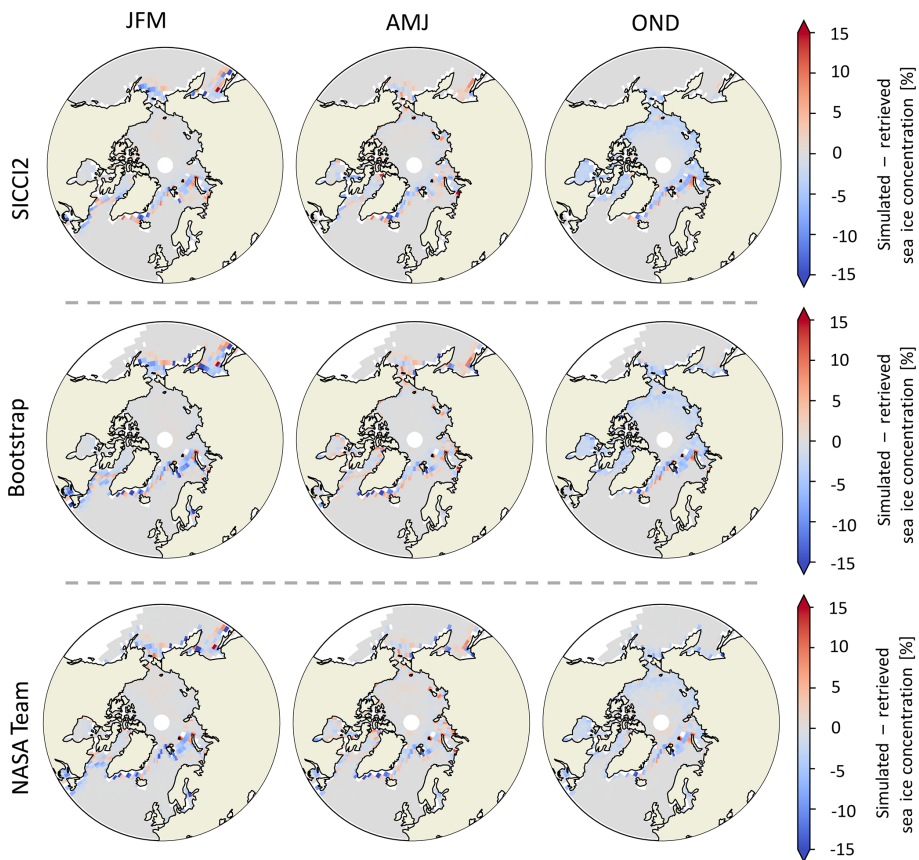 JFM AMJ OND
SICCI2
15
10
5
0
-5
-10
-15
Simulated – retrieved
sea ice concentration [%]
Bootstrap
15
10
5
0
-5
-10
-15
Simulated – retrieved
sea ice concentration [%]
NASA Team
15
10
5
0
-5
-10
-15
Simulated – retrieved
sea ice concentration [%]